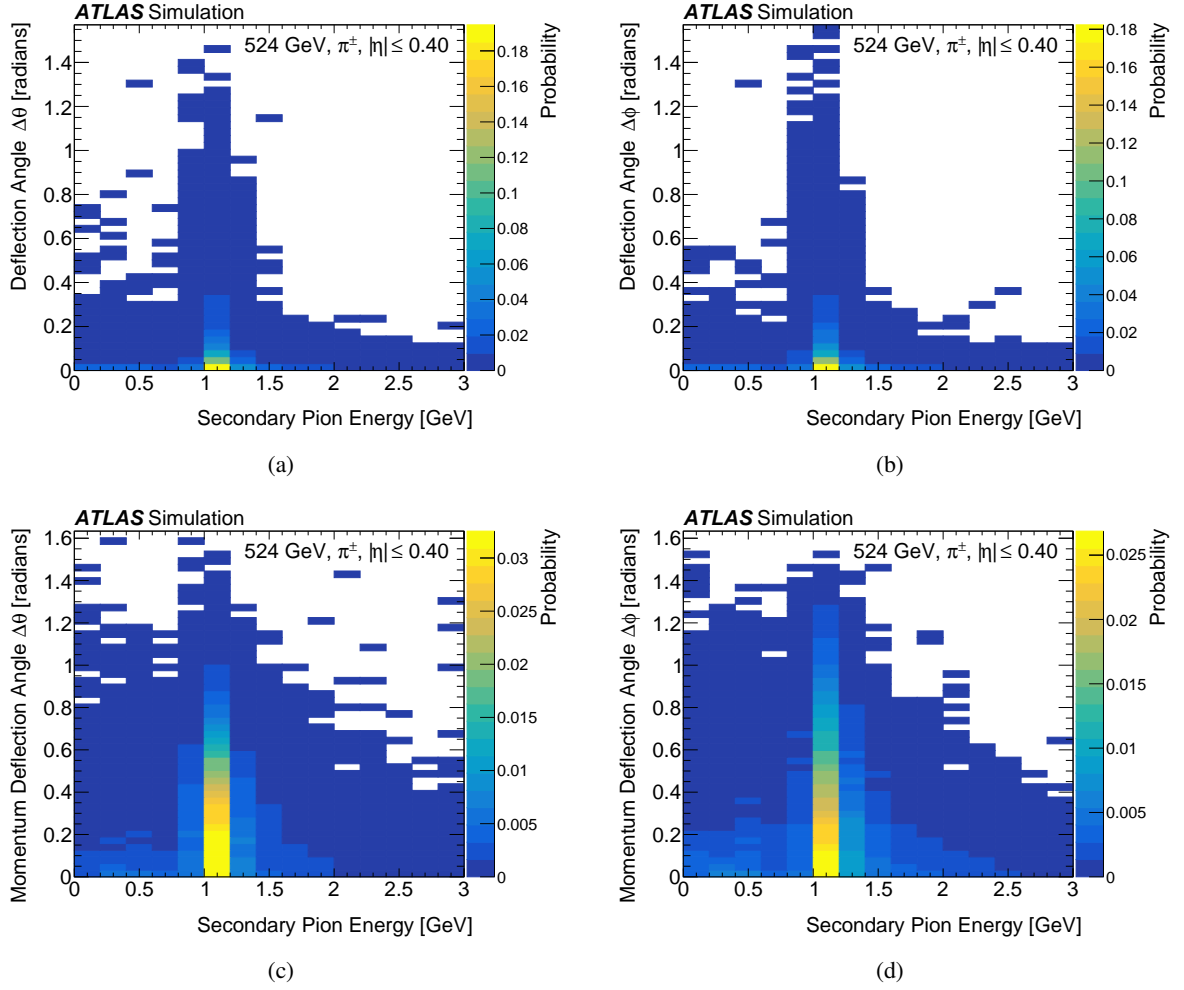 ATLAS Simulation
524 GeV, π±, |η| ≤ 0.40
Deflection Angle Δθ [radians]
0 0.2 0.4 0.6 0.8 1 1.2 1.4
0 0.5 1 1.5 2 2.5 3
Secondary Pion Energy [GeV]
0 0.02 0.04 0.06 0.08 0.1 0.12 0.14 0.16 0.18
Probability
(a)
ATLAS Simulation
524 GeV, π±, |η| ≤ 0.40
Deflection Angle Δϕ [radians]
0 0.2 0.4 0.6 0.8 1 1.2 1.4
0 0.5 1 1.5 2 2.5 3
Secondary Pion Energy [GeV]
0 0.02 0.04 0.06 0.08 0.1 0.12 0.14 0.16 0.18
Probability
(b)
ATLAS Simulation
524 GeV, π±, |η| ≤ 0.40
Momentum Deflection Angle Δθ [radians]
0 0.2 0.4 0.6 0.8 1 1.2 1.4 1.6
0 0.5 1 1.5 2 2.5 3
Secondary Pion Energy [GeV]
0 0.005 0.01 0.015 0.02 0.025 0.03
Probability
(c)
ATLAS Simulation
524 GeV, π±, |η| ≤ 0.40
Momentum Deflection Angle Δϕ [radians]
0 0.2 0.4 0.6 0.8 1 1.2 1.4 1.6
0 0.5 1 1.5 2 2.5 3
Secondary Pion Energy [GeV]
0 0.005 0.01 0.015 0.02 0.025
Probability
(d)